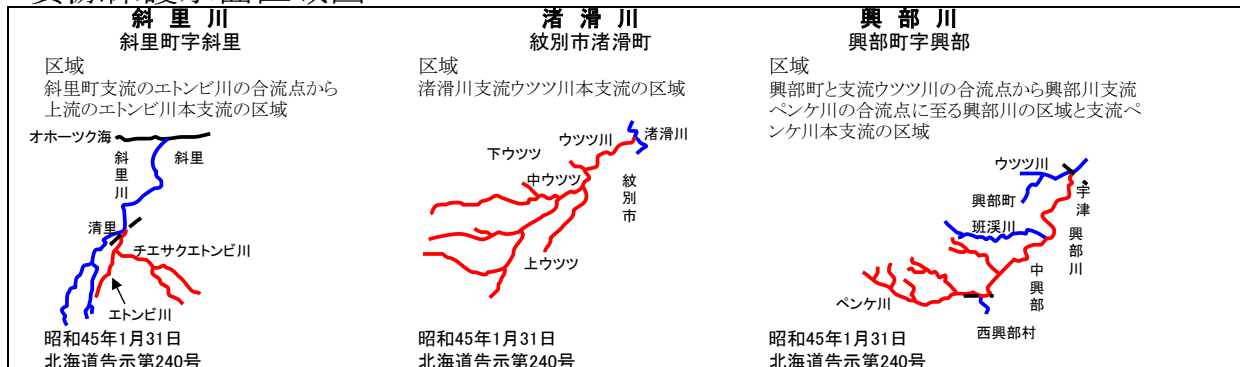 資源保護水面区域図
斜里川
斜里町字斜里
区域
斜里町支流のエトンビ川の合流点から
上流のエトンビ川本支流の区域
オホーツク海
斜里川
斜里
清里
チエサクエトンビ川
エトンビ川
昭和45年1月31日
北海道告示第240号
渚滑川
紋別市渚滑町
区域
渚滑川支流ウツツ川本支流の区域
ウツツ川
渚滑川
下ウツツ
中ウツツ
紋別市
上ウツツ
昭和45年1月31日
北海道告示第240号
興部川
興部町字興部
区域
興部町と支流ウツツ川の合流点から興部川支流
ペンケ川の合流点に至る興部川の区域と支流ペ
ンケ川本支流の区域
ウツツ川
宇津
興部町
班渓川
興部川
中興部
ペンケ川
西興部村
昭和45年1月31日
北海道告示第240号